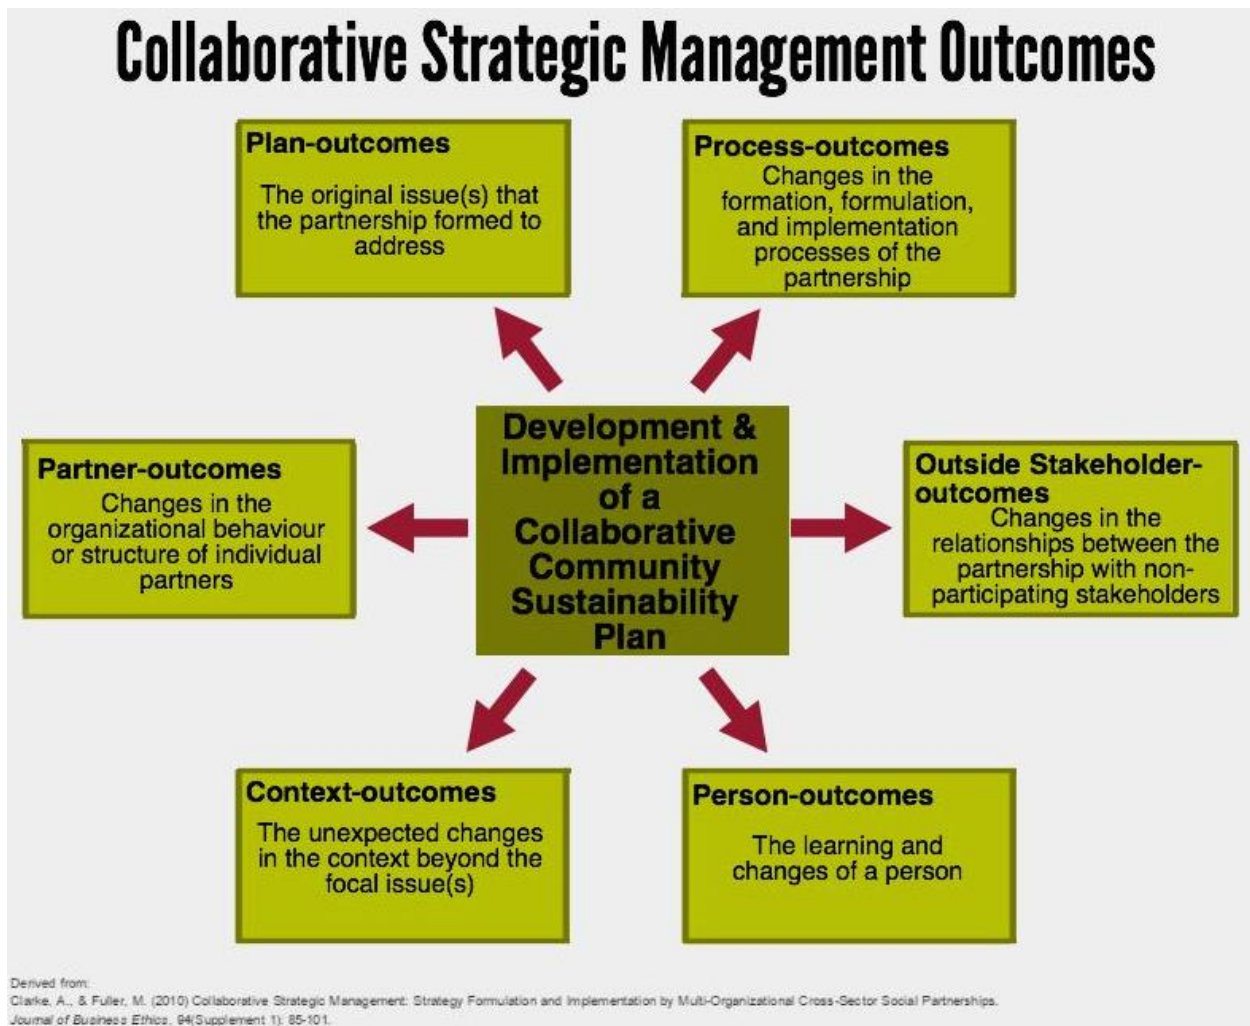 Collaborative Strategic Management Outcomes
Plan-outcomes
The original issue(s) that
the partnership formed to
address
Process-outcomes
Changes in the
formation, formulation,
and implementation
processes of the
partnership
Partner-outcomes
Changes in the
organizational behaviour
or structure of individual
partners
Development &
Implementation
of a
Collaborative
Community
Sustainability
Plan
Outside Stakeholder-
outcomes
Changes in the
relationships between the
partnership with non-
participating stakeholders
Context-outcomes
The unexpected changes
in the context beyond the
focal issue(s)
Person-outcomes
The learning and
changes of a person
Derived from:
Clarke, A., & Fuller, M. (2010) Collaborative Strategic Management: Strategy Formulation and Implementation by Multi-Organizational Cross-Sector Social Partnerships.
Journal of Business Ethics, 94(Supplement 1): 85-101.